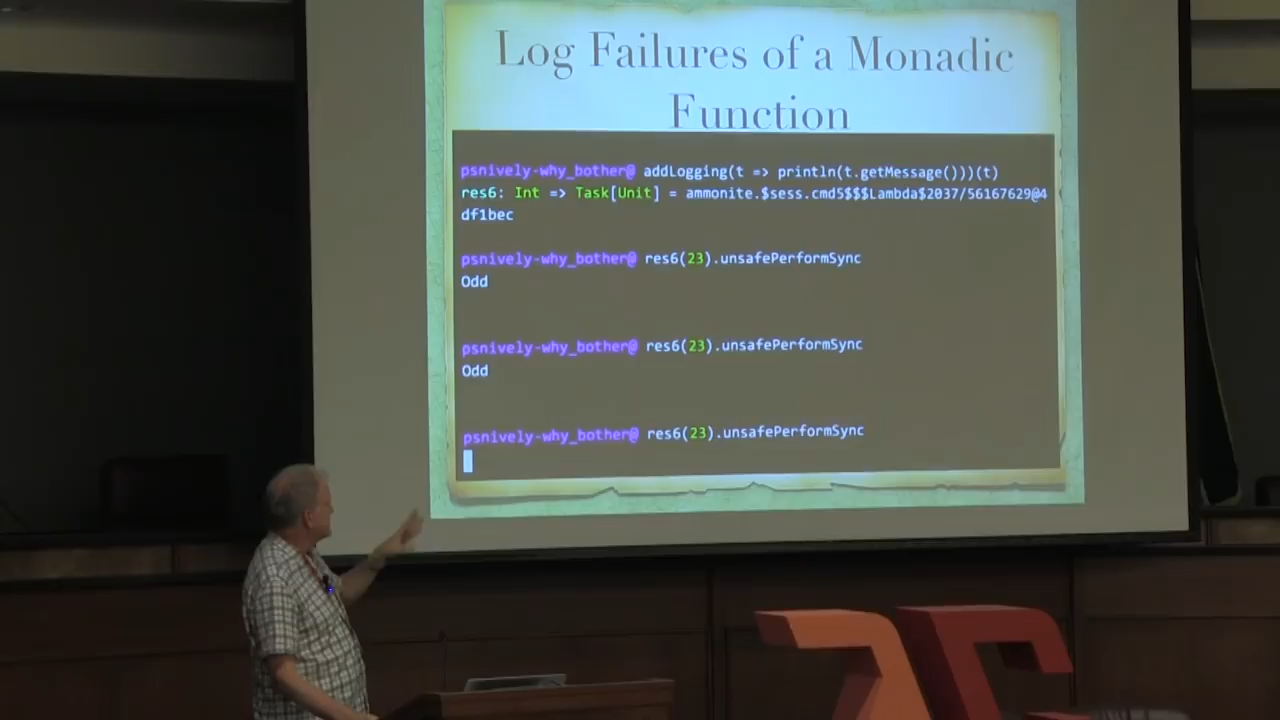 Log Failures of a Monadic
Function
psnively-why_bother@ addLogging(t => println(t.getMessage()))(t)
res6: Int => Task[Unit] = ammonite.$sess.cmd5$$$Lambda$2037/56167629@4
df1bec
psnively-why_bother@ res6(23).unsafePerformSync
Odd
psnively-why_bother@ res6(23).unsafePerformSync
Odd
psnively-why_bother@ res6(23).unsafePerformSync